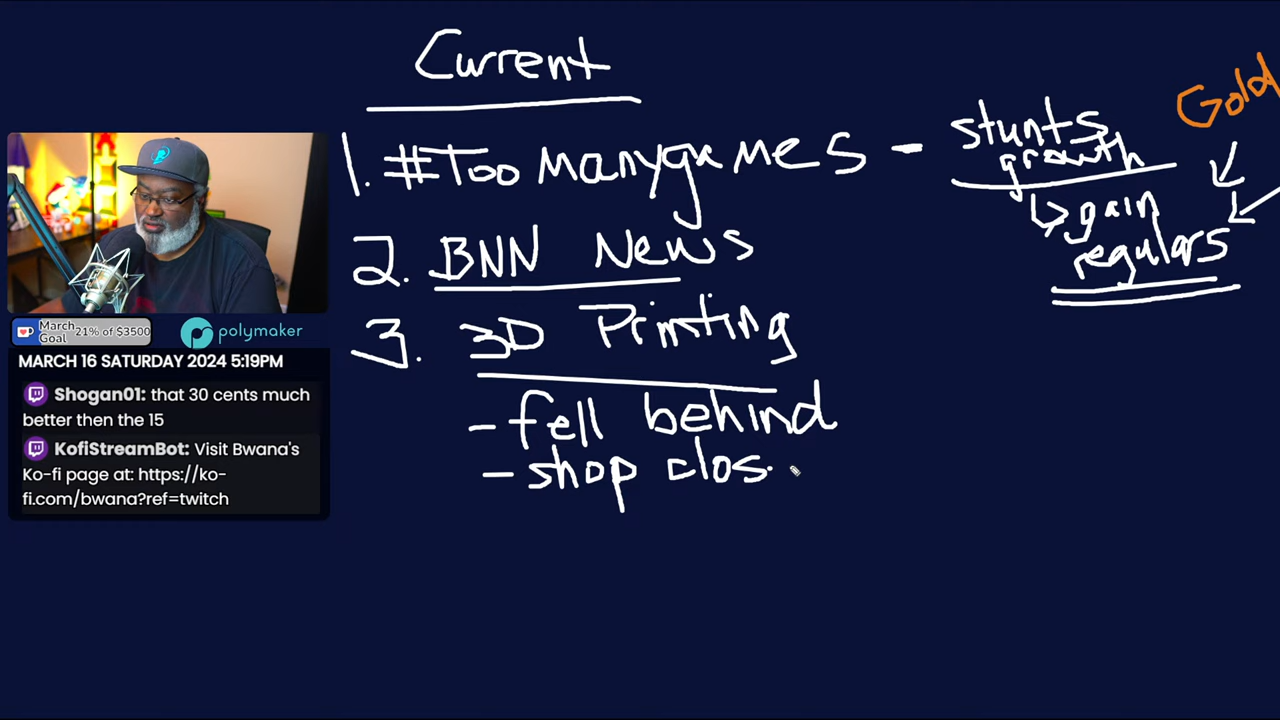 Current
1. #Toomanygames - stunts growth
↳ gain regulars
Gold
2. BNN News
3. 3D Printing
- fell behind
- shop clos
March Goal
21% of $3500
polymaker
MARCH 16 SATURDAY 2024 5:19PM
Shogan01: that 30 cents much
better then the 15
KofiStreamBot: Visit Bwana's
Ko-fi page at: https://ko-
fi.com/bwana?ref=twitch